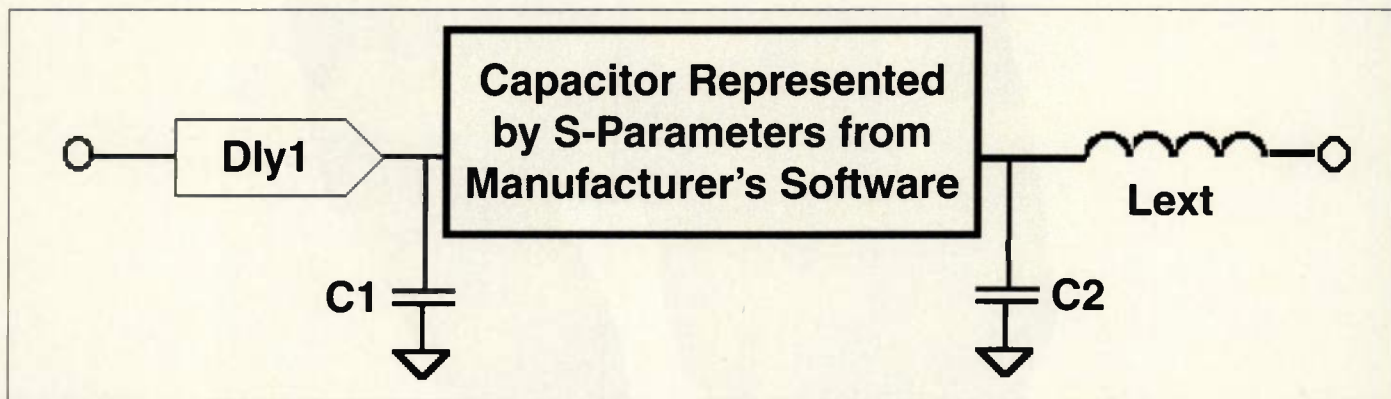 Capacitor Represented
by S-Parameters from
Manufacturer's Software
Dly1
Lext
C1
C2